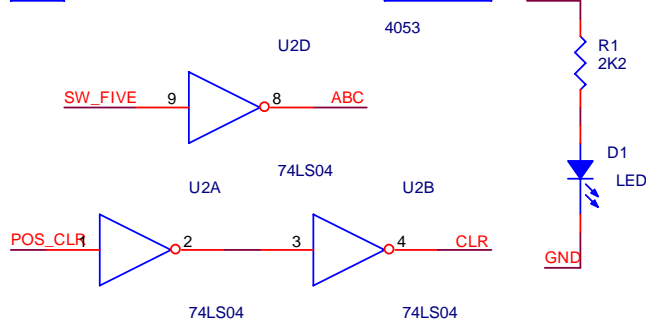 4053
U2D
R1
2K2
SW_FIVE 9 8 ABC
D1
74LS04
LED
U2A U2B
POS_CLR 1 2 3 4 CLR
GND
74LS04 74LS04